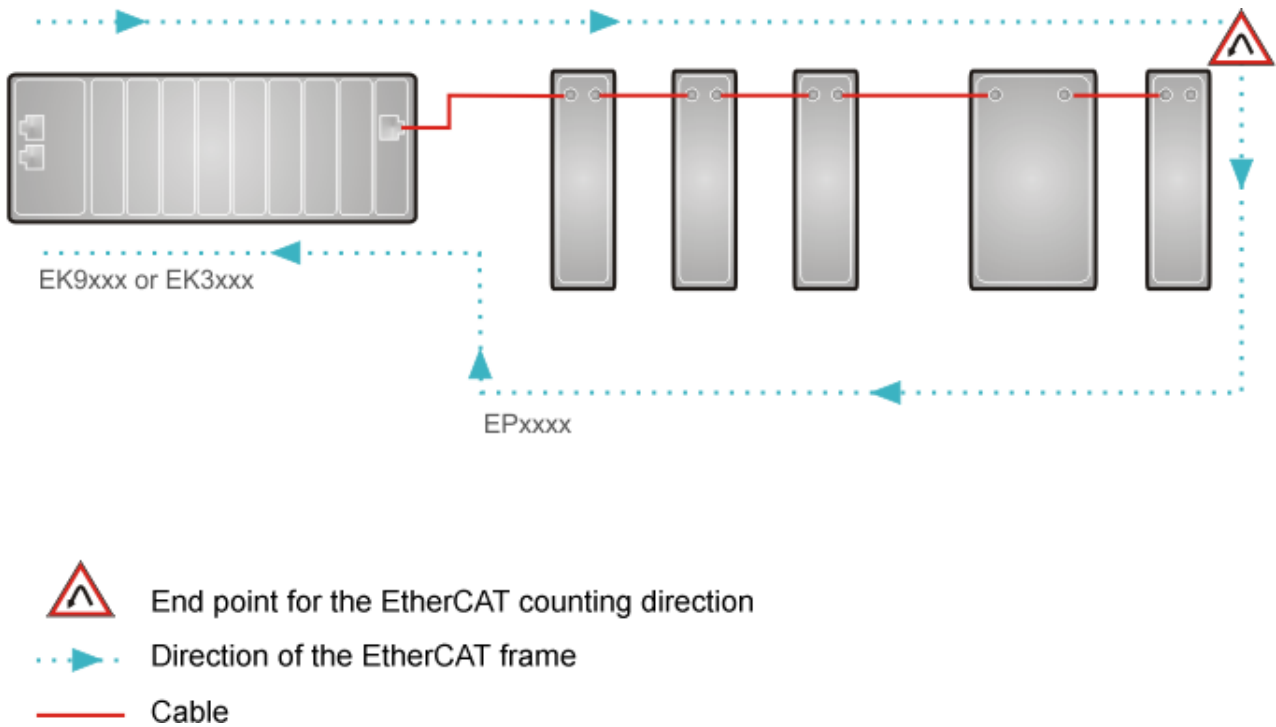 EK9xxx or EK3xxx
EPxxxx
End point for the EtherCAT counting direction
Direction of the EtherCAT frame
Cable